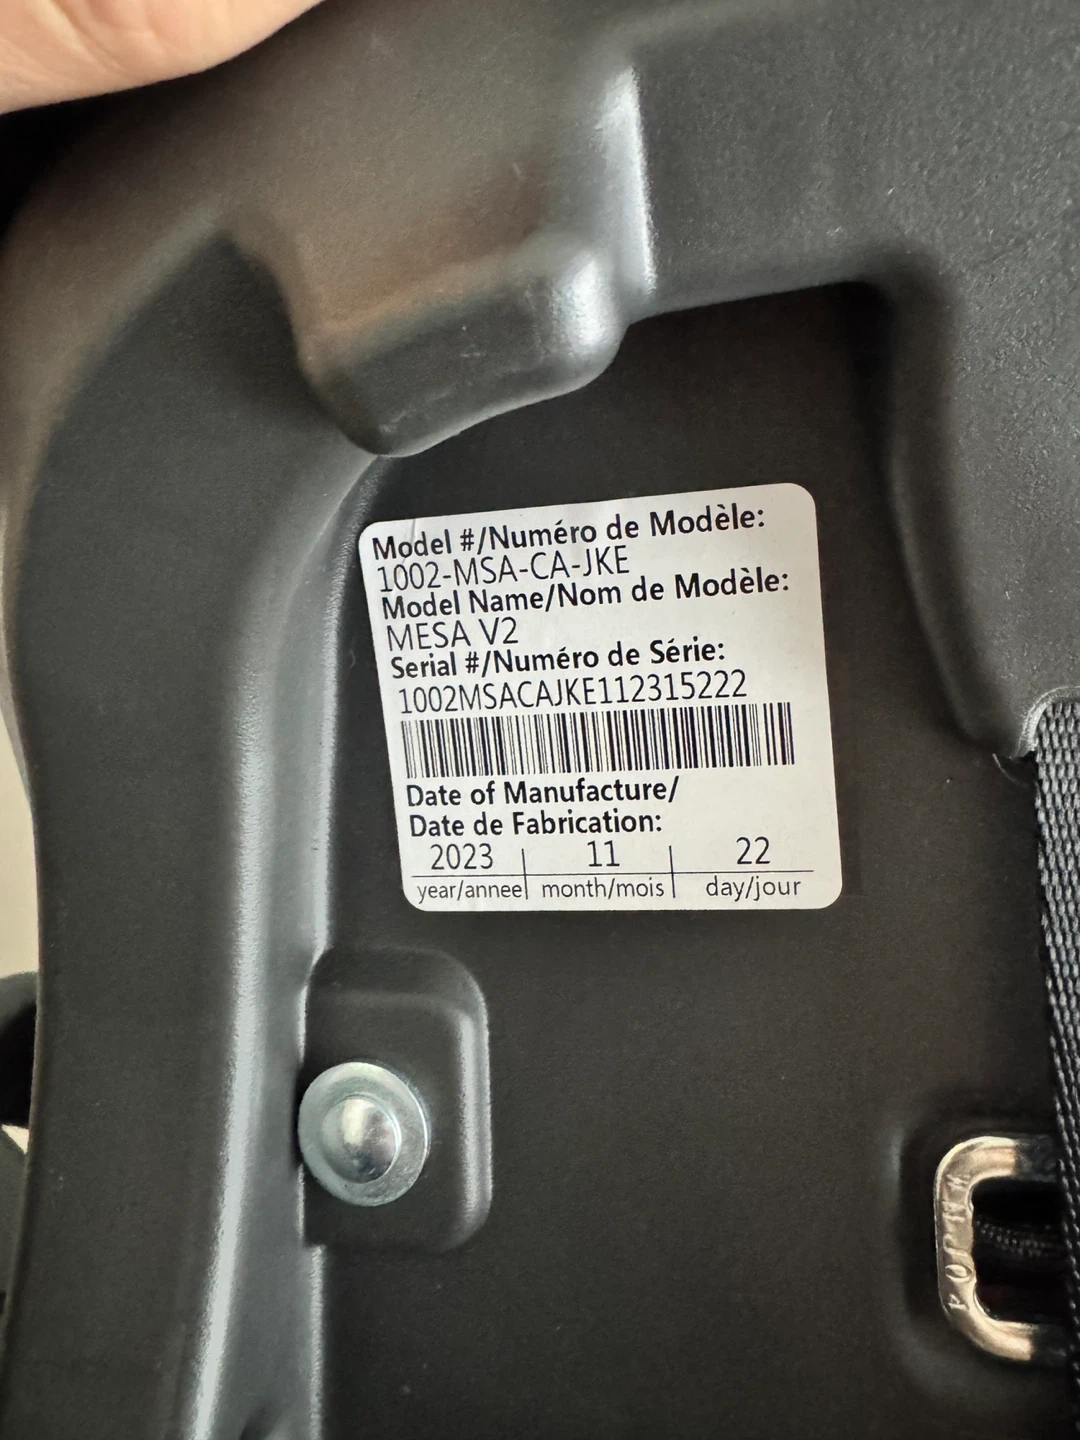 Model #/Numéro de Modèle:
1002-MSA-CA-JKE
Model Name/Nom de Modèle:
MESA V2
Serial #/Numéro de Série:
1002MSACAJKE112315222
Date of Manufacture/
Date de Fabrication:
2023 11 22
year/annee month/mois day/jour